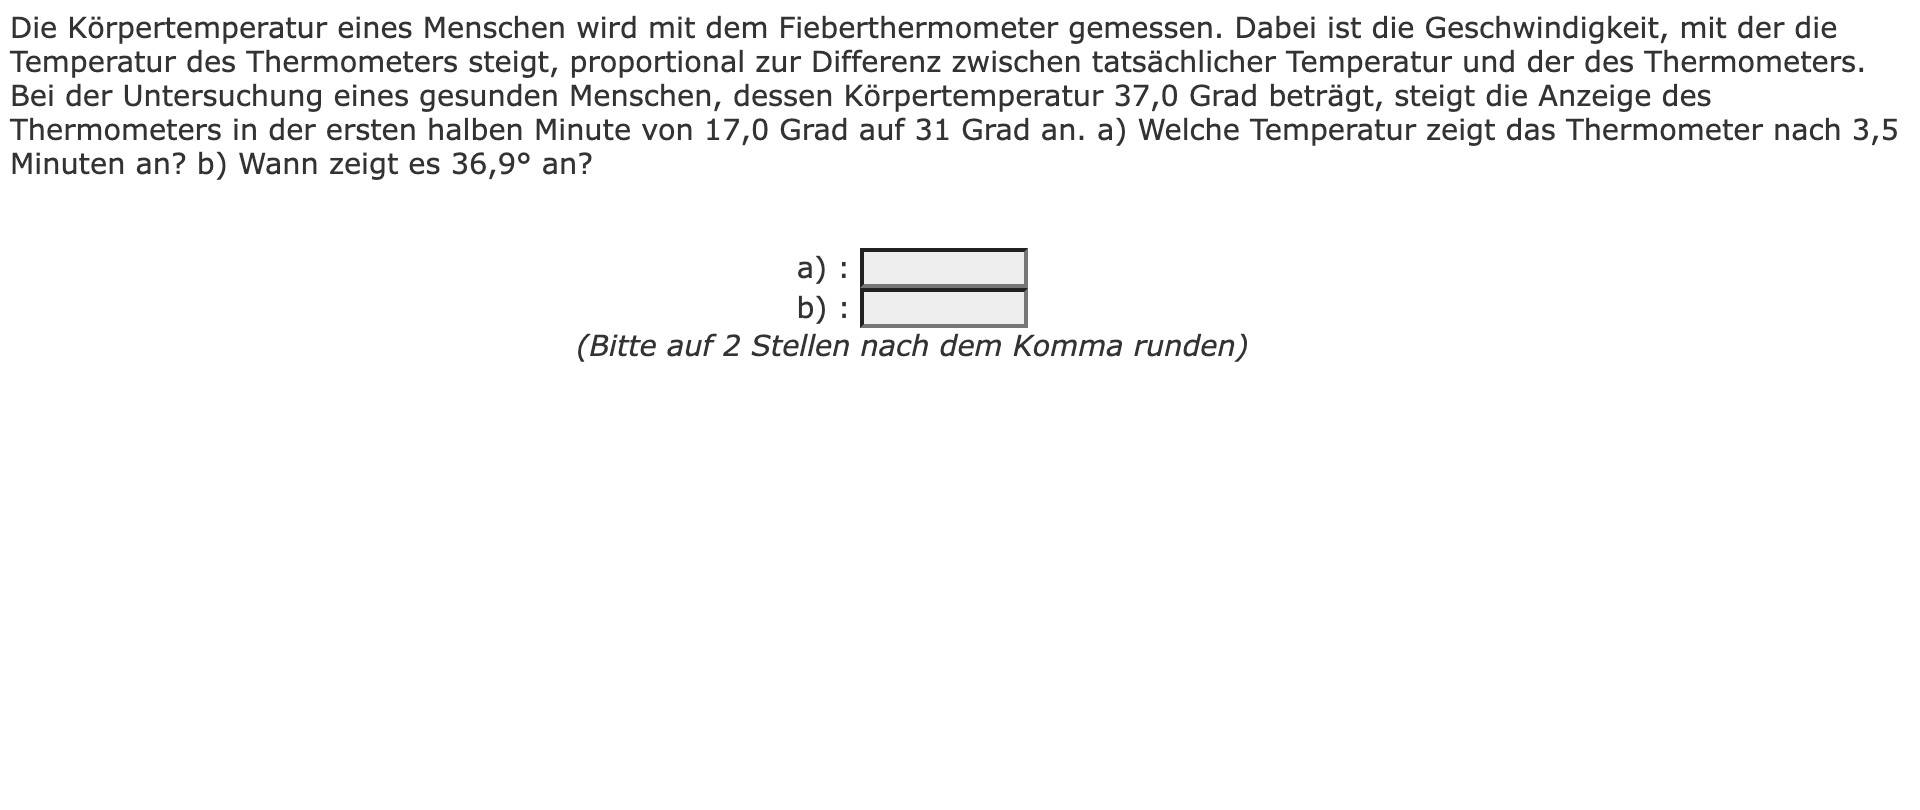 Die Körpertemperatur eines Menschen wird mit dem Fieberthermometer gemessen. Dabei ist die Geschwindigkeit, mit der die
Temperatur des Thermometers steigt, proportional zur Differenz zwischen tatsächlicher Temperatur und der des Thermometers.
Bei der Untersuchung eines gesunden Menschen, dessen Körpertemperatur 37,0 Grad beträgt, steigt die Anzeige des
Thermometers in der ersten halben Minute von 17,0 Grad auf 31 Grad an. a) Welche Temperatur zeigt das Thermometer nach 3,5
Minuten an? b) Wann zeigt es 36,9° an?
a) :
b) :
(Bitte auf 2 Stellen nach dem Komma runden)